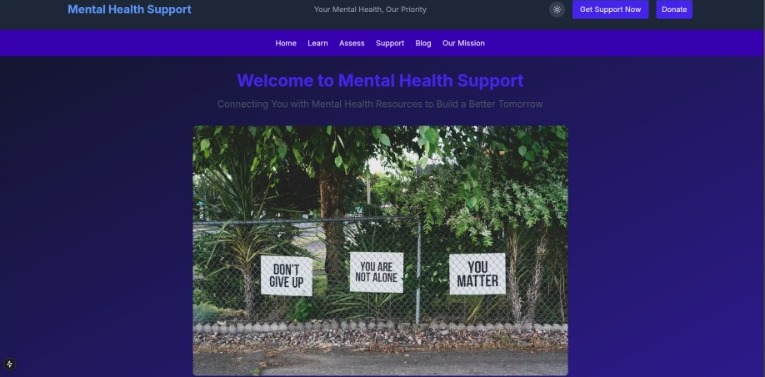 Mental Health Support
Your Mental Health, Our Priority
Get Support Now
Donate
Home Learn Assess Support Blog Our Mission
Welcome to Mental Health Support
Connecting You with Mental Health Resources to Build a Better Tomorrow
DON'T
GIVE UP
YOU ARE
NOT ALONE
YOU
MATTER